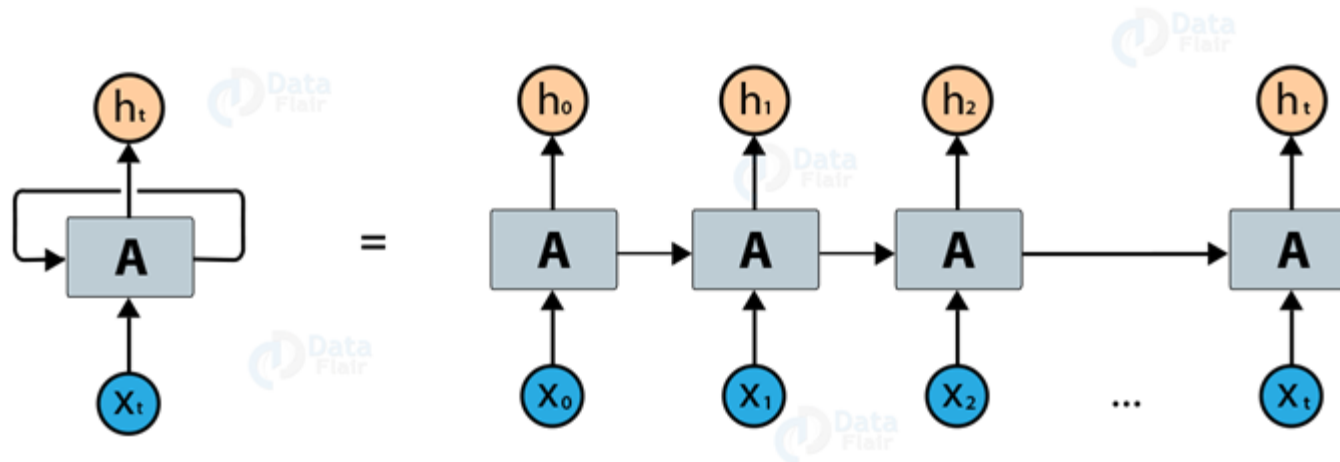 Data
Flair
Data
Flair
hₜ
h₀
h₁
h₂
hₜ
Data
Flair
A
=
A
A
A
A
Data
Flair
xₜ
x₀
x₁
x₂
...
xₜ
Data
Flair